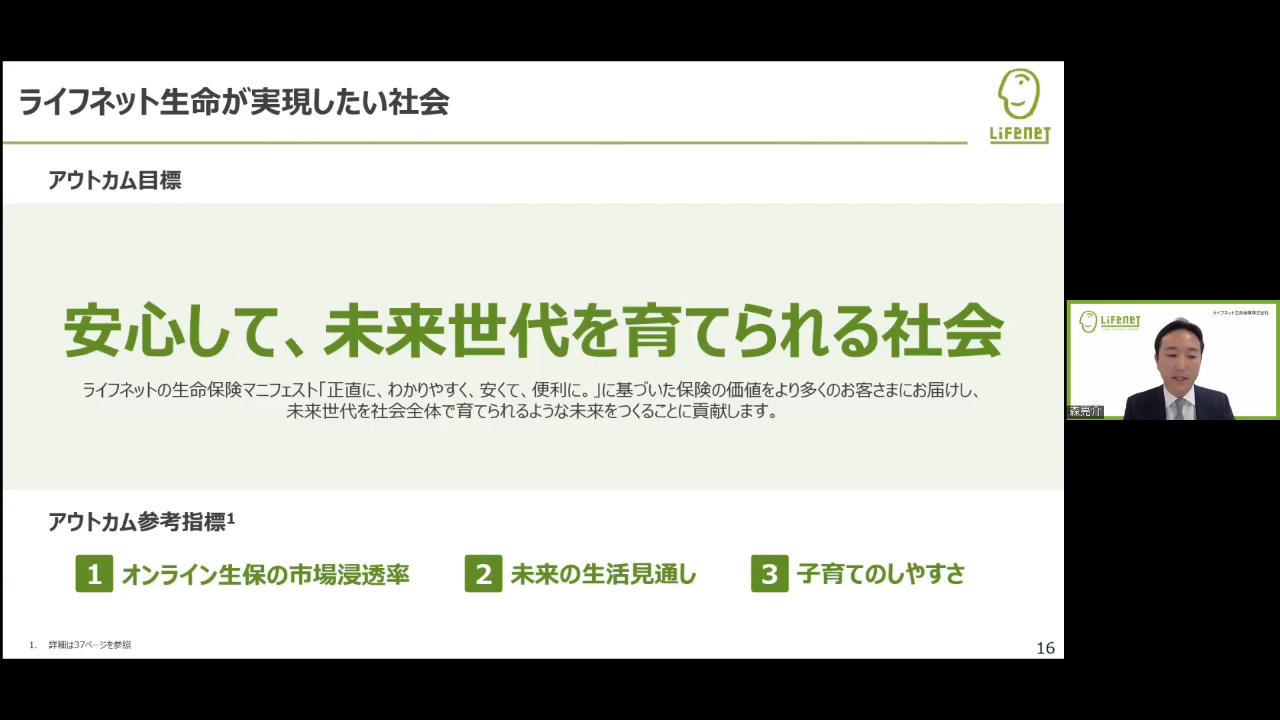 ライフネット生命が実現したい社会
LIFENET
アウトカム目標
安心して、未来世代を育てられる社会
ライフネットの生命保険マニフェスト「正直に、わかりやすく、安くて、便利に。」に基づいた保険の価値をより多くのお客さまにお届けし、
未来世代を社会全体で育てられるような未来をつくることに貢献します。
アウトカム参考指標1
1 オンライン生保の市場浸透率
2 未来の生活見通し
3 子育てのしやすさ
1. 詳細は37ページを参照
16
LIFENET
ライフネット生命保険株式会社
森亮介